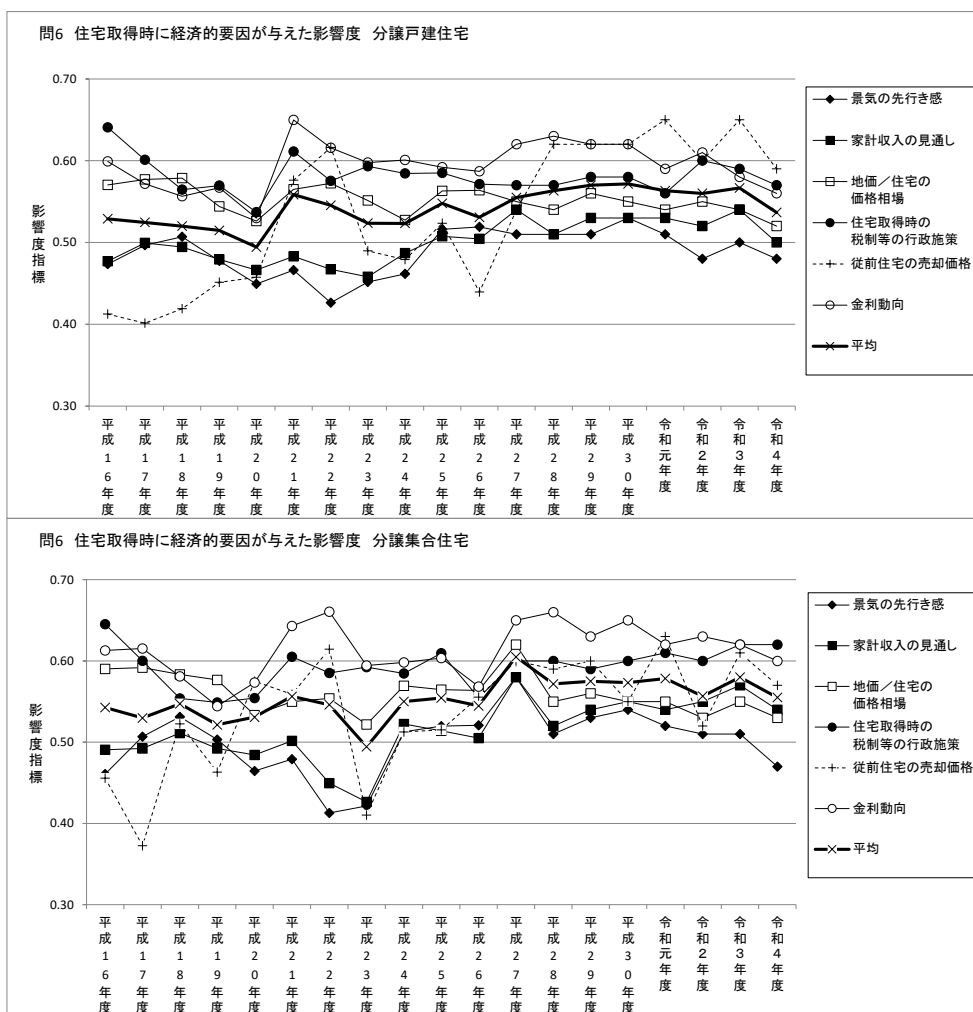 問6 住宅取得時に経済的要因が与えた影響度 分譲戸建住宅
0.70
0.60
0.50
0.40
0.30
影響度指標
平成16年度
平成17年度
平成18年度
平成19年度
平成20年度
平成21年度
平成22年度
平成23年度
平成24年度
平成25年度
平成26年度
平成27年度
平成28年度
平成29年度
平成30年度
令和元年度
令和2年度
令和3年度
令和4年度
景気の先行き感
家計収入の見通し
地価/住宅の
価格相場
住宅取得時の
税制等の行政施策
従前住宅の売却価格
金利動向
平均
問6 住宅取得時に経済的要因が与えた影響度 分譲集合住宅
0.70
0.60
0.50
0.40
0.30
影響度指標
平成16年度
平成17年度
平成18年度
平成19年度
平成20年度
平成21年度
平成22年度
平成23年度
平成24年度
平成25年度
平成26年度
平成27年度
平成28年度
平成29年度
平成30年度
令和元年度
令和2年度
令和3年度
令和4年度
景気の先行き感
家計収入の見通し
地価/住宅の
価格相場
住宅取得時の
税制等の行政施策
従前住宅の売却価格
金利動向
平均